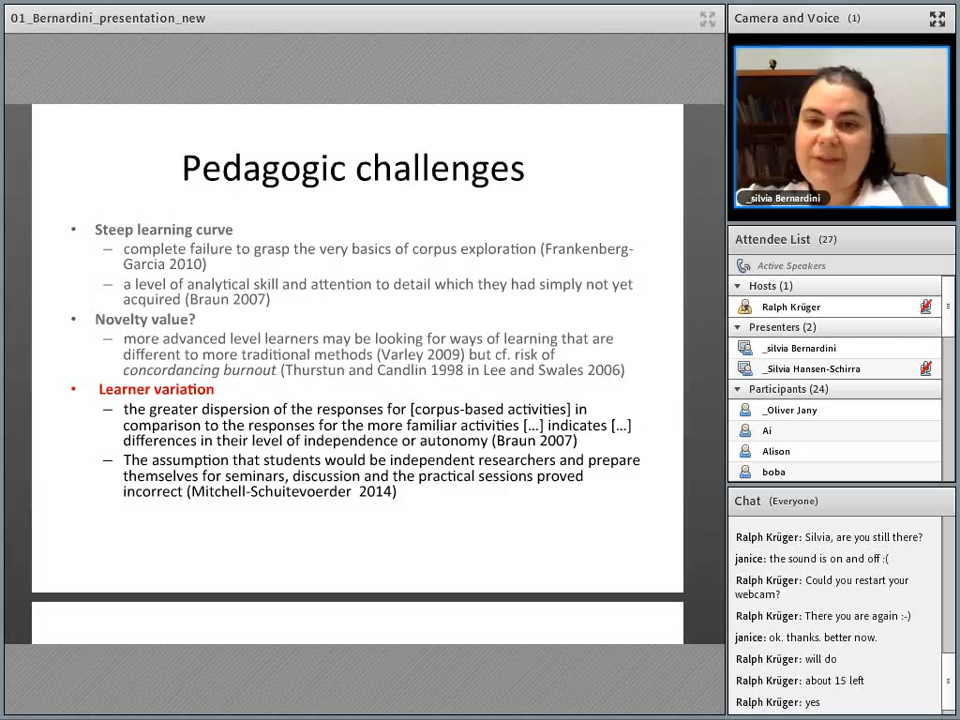 01_Bernardini_presentation_new
Pedagogic challenges
• Steep learning curve
– complete failure to grasp the very basics of corpus exploration (Frankenberg-
Garcia 2010)
– a level of analytical skill and attention to detail which they had simply not yet
acquired (Braun 2007)
• Novelty value?
– more advanced level learners may be looking for ways of learning that are
different to more traditional methods (Varley 2009) but cf. risk of
concordancing burnout (Thurstun and Candlin 1998 in Lee and Swales 2006)
• Learner variation
– the greater dispersion of the responses for [corpus-based activities] in
comparison to the responses for the more familiar activities […] indicates […]
differences in their level of independence or autonomy (Braun 2007)
– The assumption that students would be independent researchers and prepare
themselves for seminars, discussion and the practical sessions proved
incorrect (Mitchell-Schuitevoerder 2014)
Camera and Voice (1)
_silvia Bernardini
Attendee List (27)
Active Speakers
Hosts (1)
Ralph Krüger
Presenters (2)
_silvia Bernardini
_Silvia Hansen-Schirra
Participants (24)
_Oliver Jany
Ai
Alison
boba
Chat (Everyone)
Ralph Krüger: Silvia, are you still there?
janice: the sound is on and off :(
Ralph Krüger: Could you restart your
webcam?
Ralph Krüger: There you are again :-)
janice: ok. thanks. better now.
Ralph Krüger: will do
Ralph Krüger: about 15 left
Ralph Krüger: yes